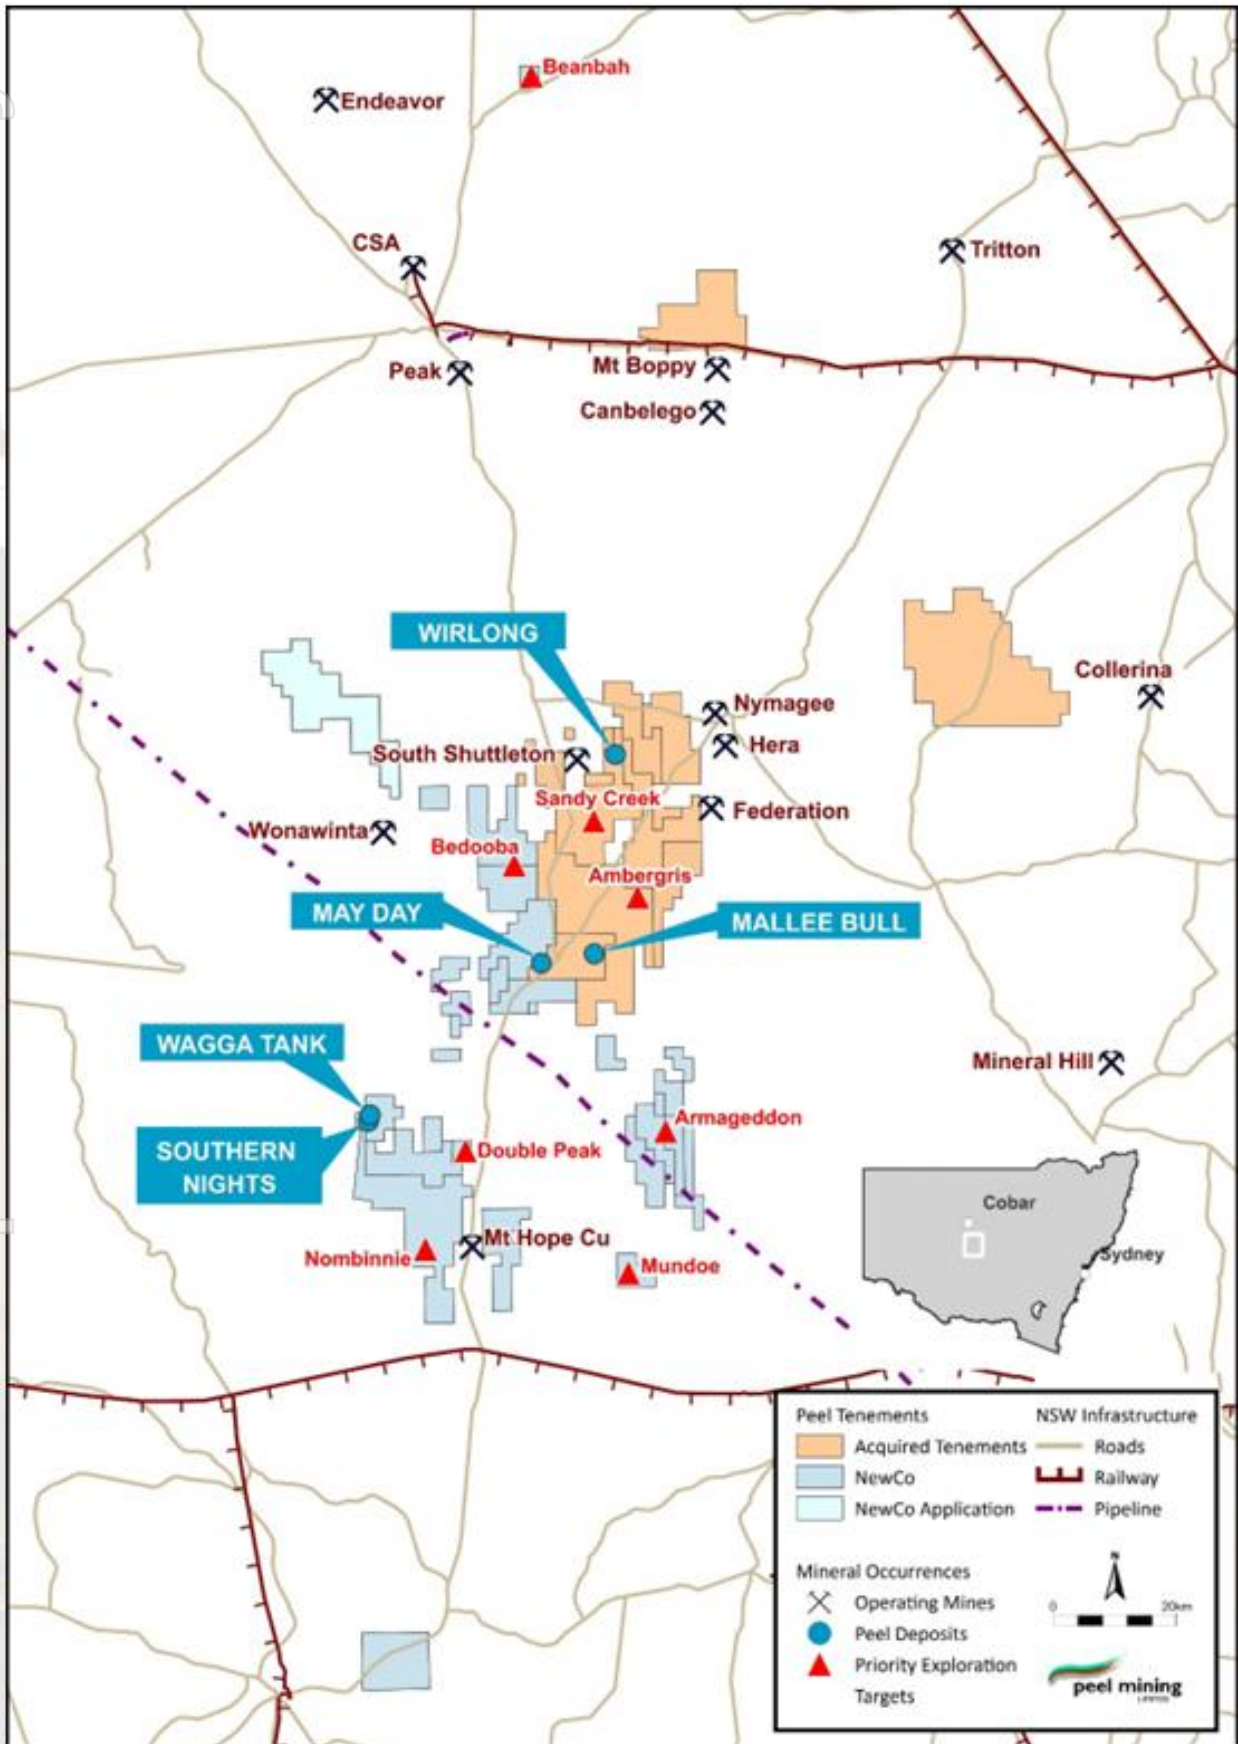 Beanbah
Endeavor
CSA
Tritton
Peak
Mt Boppy
Canbelego
WIRLONG
Collerina
Nymagee
South Shuttleton
Hera
Sandy Creek
Federation
Wonawinta
Bedooba
Ambergris
MAY DAY
MALLEE BULL
WAGGA TANK
Mineral Hill
Armageddon
SOUTHERN
NIGHTS
Double Peak
Cobar
Mt Hope Cu
Sydney
Nombinnie
Mundoe
Peel Tenements
Acquired Tenements
NewCo
NewCo Application
NSW Infrastructure
Roads
Railway
Pipeline
Mineral Occurrences
Operating Mines
Peel Deposits
Priority Exploration
Targets
N
0 20km
peel mining
LIMITED